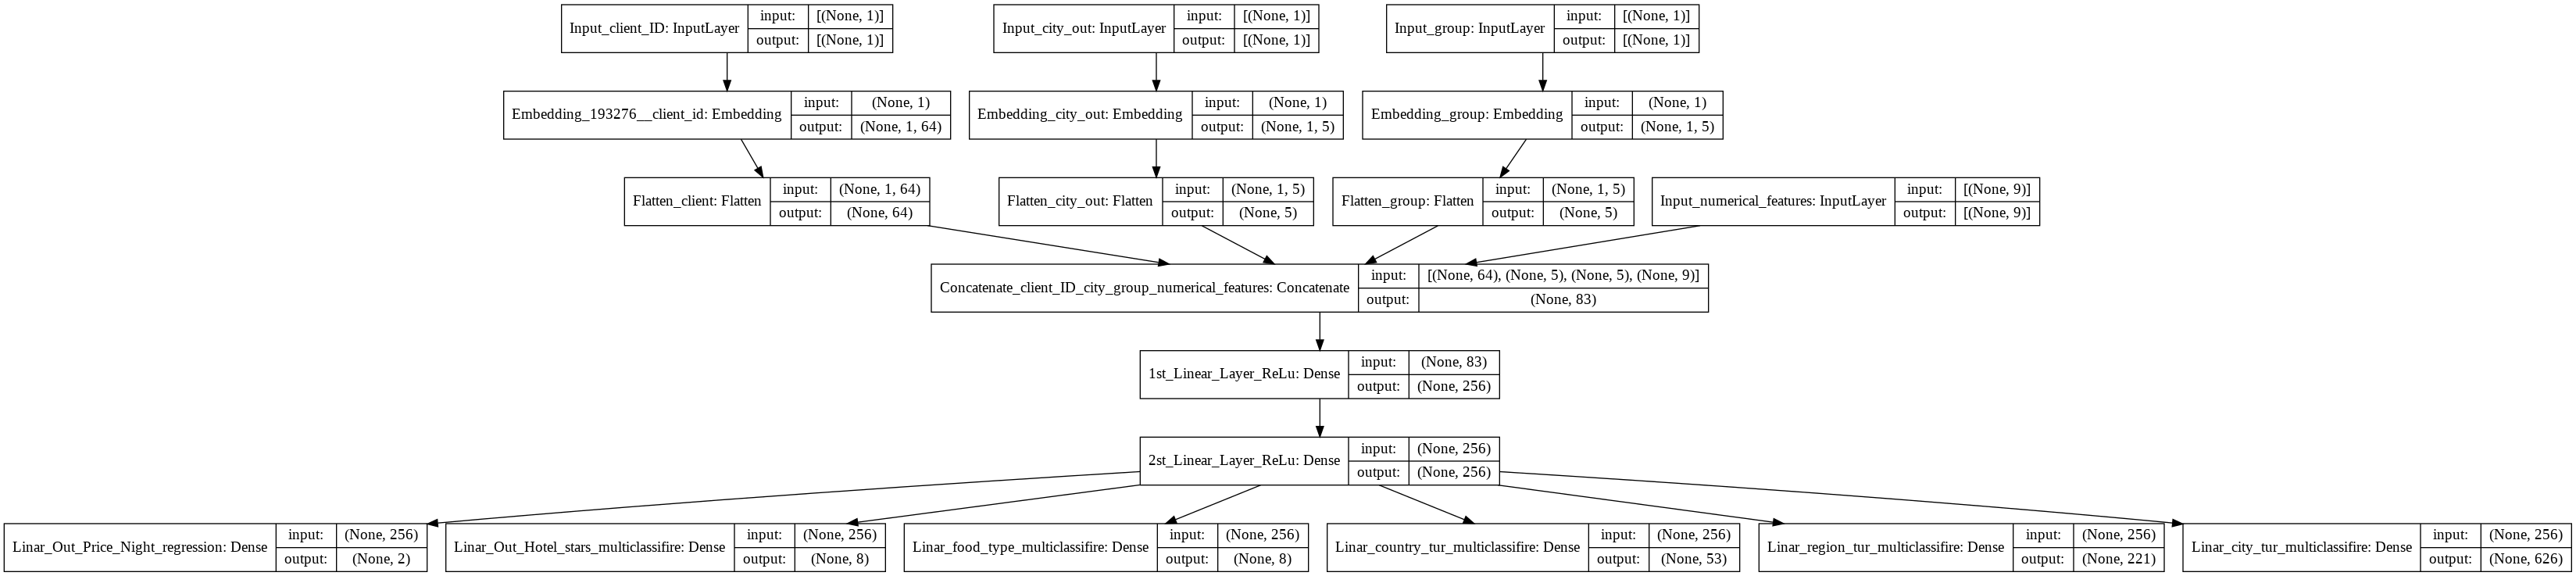 Input_client_ID: InputLayer
input: [(None, 1)]
output: [(None, 1)]
Input_city_out: InputLayer
input: [(None, 1)]
output: [(None, 1)]
Input_group: InputLayer
input: [(None, 1)]
output: [(None, 1)]
Embedding_193276__client_id: Embedding
input: (None, 1)
output: (None, 1, 64)
Embedding_city_out: Embedding
input: (None, 1)
output: (None, 1, 5)
Embedding_group: Embedding
input: (None, 1)
output: (None, 1, 5)
Flatten_client: Flatten
input: (None, 1, 64)
output: (None, 64)
Flatten_city_out: Flatten
input: (None, 1, 5)
output: (None, 5)
Flatten_group: Flatten
input: (None, 1, 5)
output: (None, 5)
Input_numerical_features: InputLayer
input: [(None, 9)]
output: [(None, 9)]
Concatenate_client_ID_city_group_numerical_features: Concatenate
input: [(None, 64), (None, 5), (None, 5), (None, 9)]
output: (None, 83)
1st_Linear_Layer_ReLu: Dense
input: (None, 83)
output: (None, 256)
2st_Linear_Layer_ReLu: Dense
input: (None, 256)
output: (None, 256)
Linar_Out_Price_Night_regression: Dense
input: (None, 256)
output: (None, 2)
Linar_Out_Hotel_stars_multiclassifire: Dense
input: (None, 256)
output: (None, 8)
Linar_food_type_multiclassifire: Dense
input: (None, 256)
output: (None, 8)
Linar_country_tur_multiclassifire: Dense
input: (None, 256)
output: (None, 53)
Linar_region_tur_multiclassifire: Dense
input: (None, 256)
output: (None, 221)
Linar_city_tur_multiclassifire: Dense
input: (None, 256)
output: (None, 626)